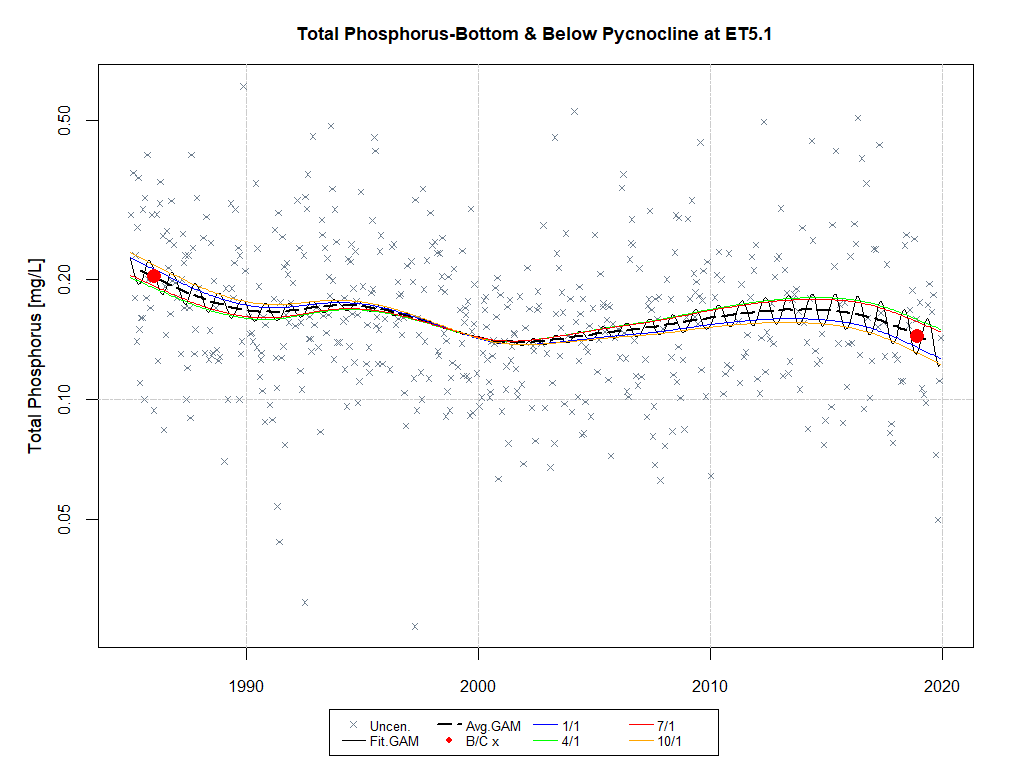 Total Phosphorus-Bottom & Below Pycnocline at ET5.1
Total Phosphorus [mg/L]
0.50
0.20
0.10
0.05
1990 2000 2010 2020
Uncen. Avg.GAM 1/1 7/1
Fit.GAM B/C x 4/1 10/1